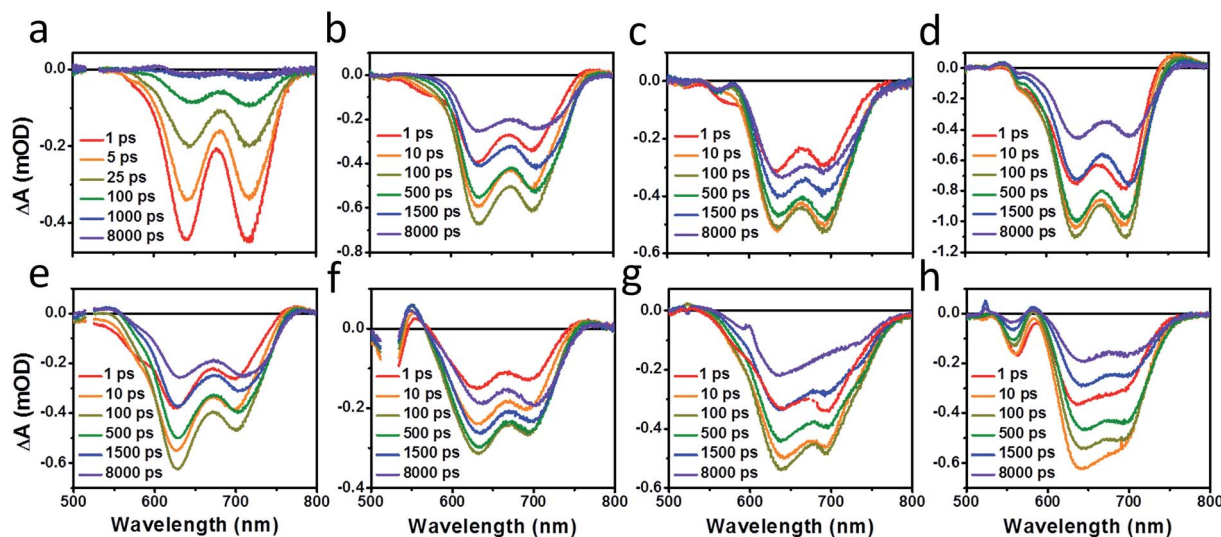 a
b
c
d
0.0
-0.2
-0.4
ΔA (mOD)
1 ps
5 ps
25 ps
100 ps
1000 ps
8000 ps
0.0
-0.2
-0.4
-0.6
-0.8
1 ps
10 ps
100 ps
500 ps
1500 ps
8000 ps
0.0
-0.2
-0.4
-0.6
1 ps
10 ps
100 ps
500 ps
1500 ps
8000 ps
0.0
-0.2
-0.4
-0.6
-0.8
-1.0
-1.2
1 ps
10 ps
100 ps
500 ps
1500 ps
8000 ps
e
f
g
h
0.0
-0.2
-0.4
-0.6
ΔA (mOD)
1 ps
10 ps
100 ps
500 ps
1500 ps
8000 ps
500 600 700 800
Wavelength (nm)
0.0
-0.2
-0.4
1 ps
10 ps
100 ps
500 ps
1500 ps
8000 ps
500 600 700 800
Wavelength (nm)
0.0
-0.2
-0.4
-0.6
1 ps
10 ps
100 ps
500 ps
1500 ps
8000 ps
500 600 700 800
Wavelength (nm)
0.0
-0.2
-0.4
-0.6
1 ps
10 ps
100 ps
500 ps
1500 ps
8000 ps
500 600 700 800
Wavelength (nm)